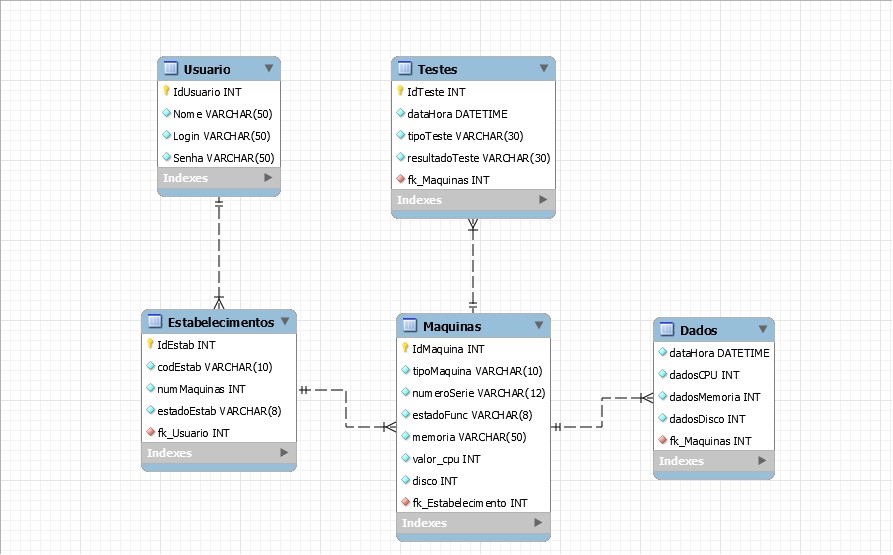 Usuario
IdUsuario INT
Nome VARCHAR(50)
Login VARCHAR(50)
Senha VARCHAR(50)
Indexes
Testes
IdTeste INT
dataHora DATETIME
tipoTeste VARCHAR(30)
resultadoTeste VARCHAR(30)
fk_Maquinas INT
Indexes
Estabelecimentos
IdEstab INT
codEstab VARCHAR(10)
numMaquinas INT
estadoEstab VARCHAR(8)
fk_Usuario INT
Indexes
Maquinas
IdMaquina INT
tipoMaquina VARCHAR(10)
numeroSerie VARCHAR(12)
estadoFunc VARCHAR(8)
memoria VARCHAR(50)
valor_cpu INT
disco INT
fk_Estabelecimento INT
Indexes
Dados
dataHora DATETIME
dadosCPU INT
dadosMemoria INT
dadosDisco INT
fk_Maquinas INT
Indexes